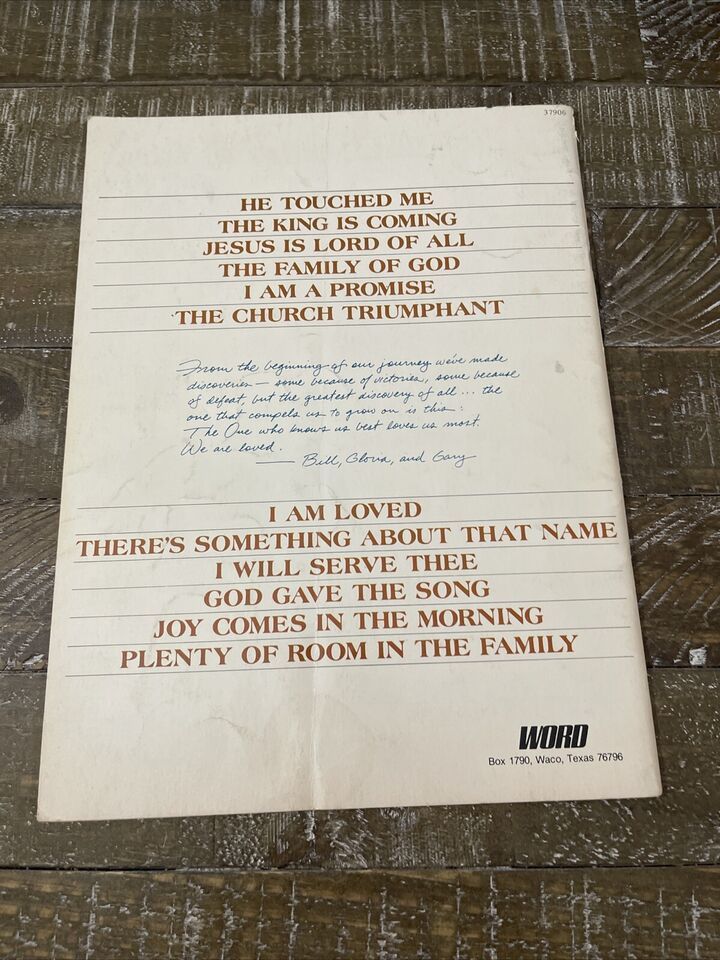 37906
HE TOUCHED ME
THE KING IS COMING
JESUS IS LORD OF ALL
THE FAMILY OF GOD
I AM A PROMISE
THE CHURCH TRIUMPHANT
From the beginning of our journey we've made
discoveries — some because of victories, some because
of defeat, but the greatest discovery of all ... the
one that compels us to grow on is this:
The One who knows us best loves us most.
We are loved.
— Bill, Gloria, and Gary
I AM LOVED
THERE'S SOMETHING ABOUT THAT NAME
I WILL SERVE THEE
GOD GAVE THE SONG
JOY COMES IN THE MORNING
PLENTY OF ROOM IN THE FAMILY
WORD
Box 1790, Waco, Texas 76796